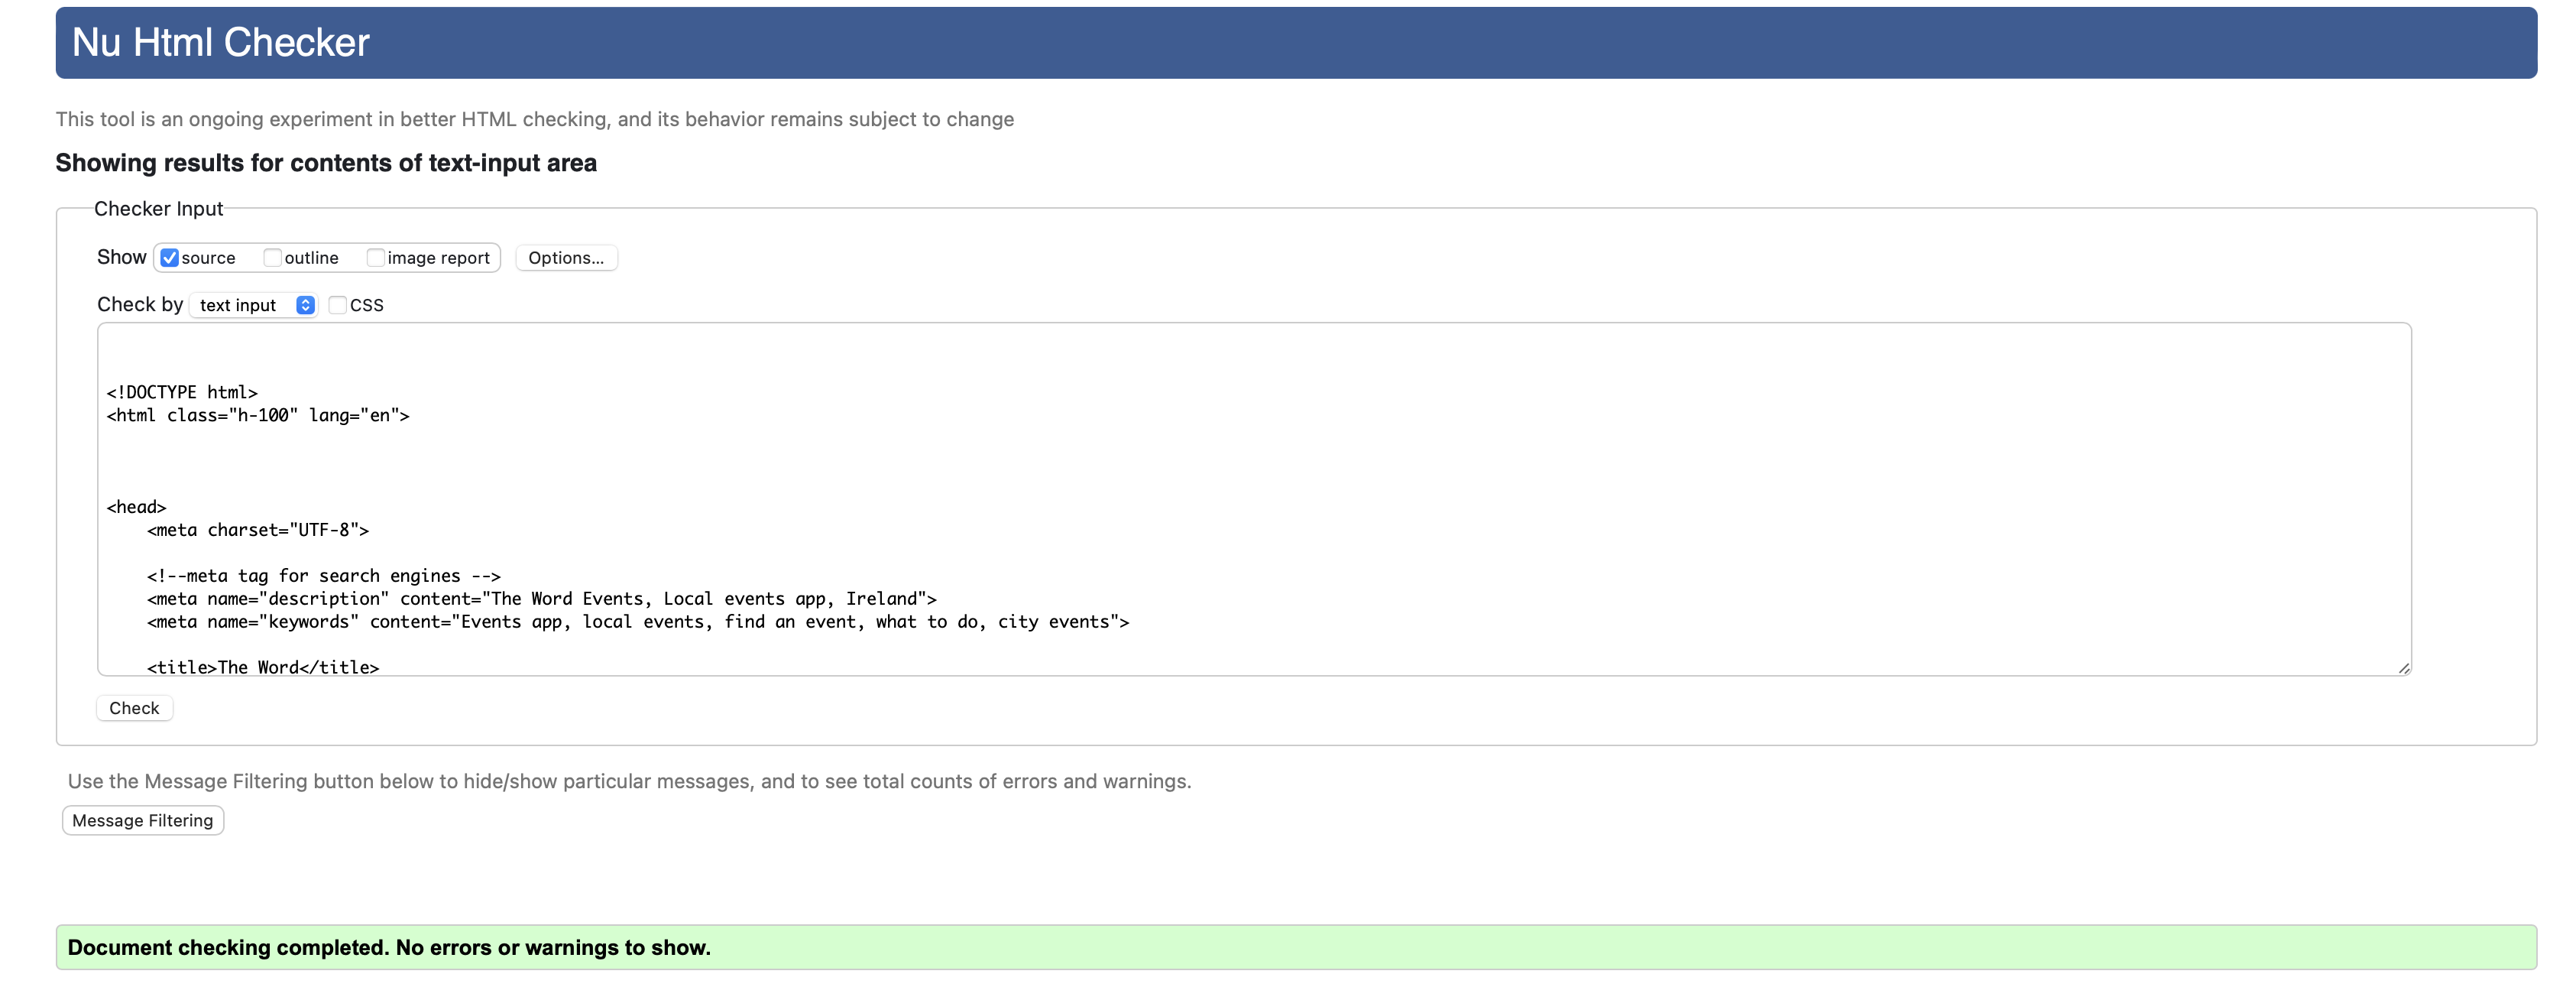 Nu Html Checker
This tool is an ongoing experiment in better HTML checking, and its behavior remains subject to change
Showing results for contents of text-input area
Checker Input
Show source outline image report Options...
Check by text input CSS
<!DOCTYPE html>
<html class="h-100" lang="en">
<head>
    <meta charset="UTF-8">
    <!--meta tag for search engines -->
    <meta name="description" content="The Word Events, Local events app, Ireland">
    <meta name="keywords" content="Events app, local events, find an event, what to do, city events">
    <title>The Word</title>
Check
Use the Message Filtering button below to hide/show particular messages, and to see total counts of errors and warnings.
Message Filtering
Document checking completed. No errors or warnings to show.